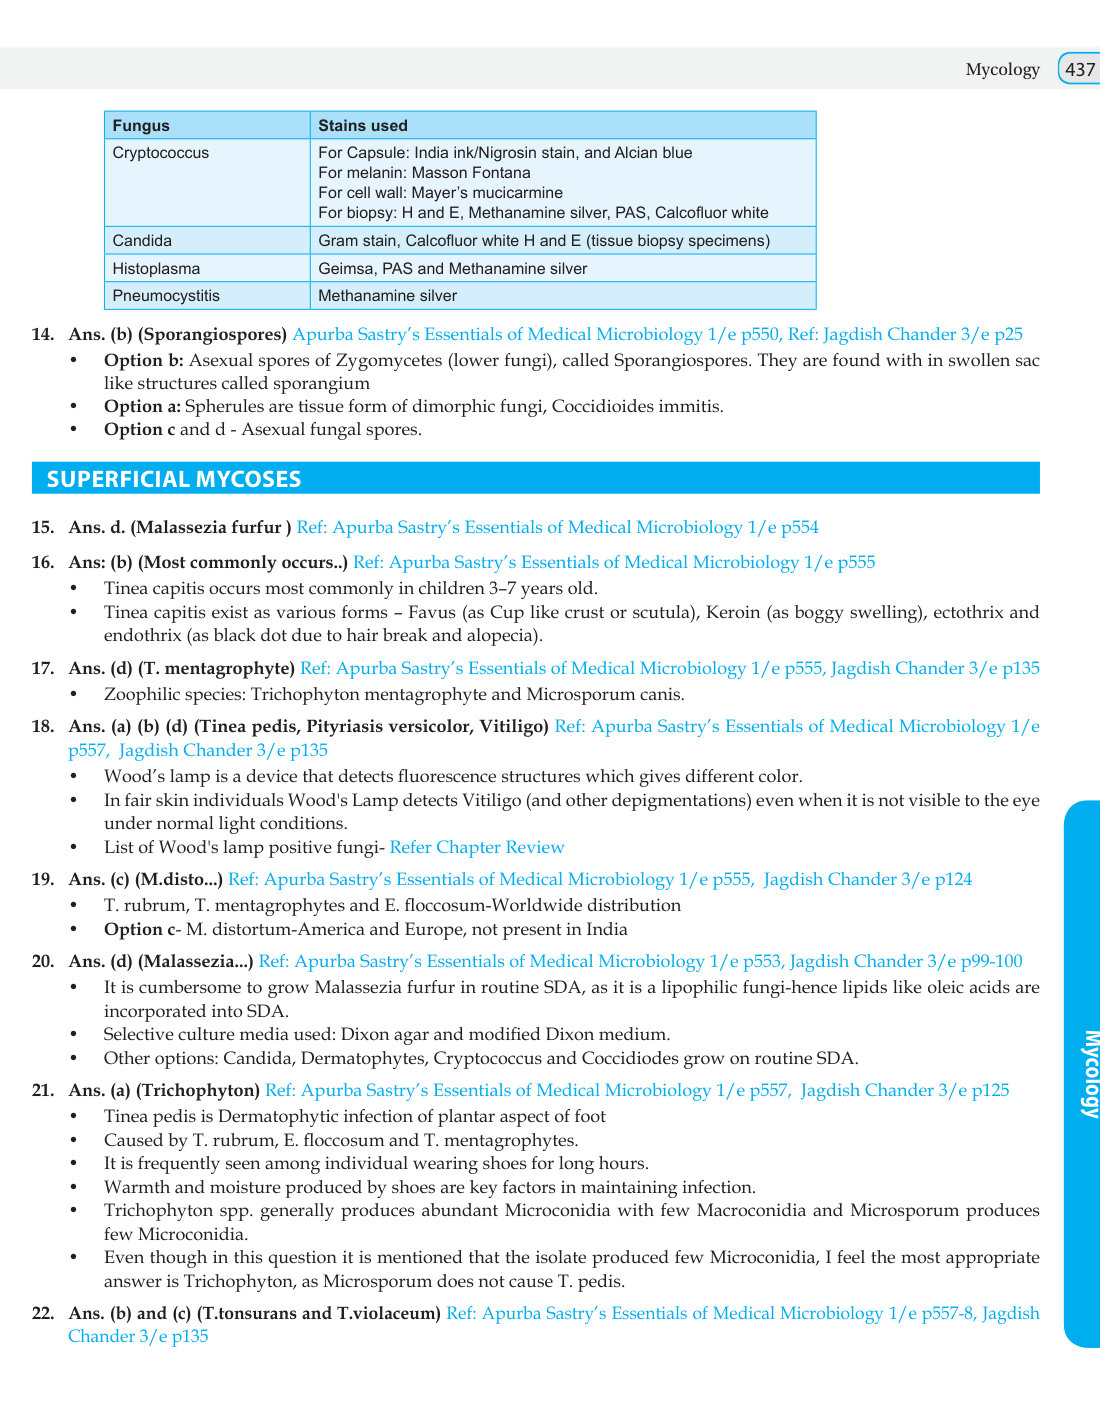 Mycology 437
Fungus Stains used
Cryptococcus For Capsule: India ink/Nigrosin stain, and Alcian blue
For melanin: Masson Fontana
For cell wall: Mayer’s mucicarmine
For biopsy: H and E, Methanamine silver, PAS, Calcofluor white
Candida Gram stain, Calcofluor white H and E (tissue biopsy specimens)
Histoplasma Geimsa, PAS and Methanamine silver
Pneumocystitis Methanamine silver
14. Ans. (b) (Sporangiospores) Apurba Sastry’s Essentials of Medical Microbiology 1/e p550, Ref: Jagdish Chander 3/e p25
• Option b: Asexual spores of Zygomycetes (lower fungi), called Sporangiospores. They are found with in swollen sac
like structures called sporangium
• Option a: Spherules are tissue form of dimorphic fungi, Coccidioides immitis.
• Option c and d - Asexual fungal spores.
SUPERFICIAL MYCOSES
15. Ans. d. (Malassezia furfur ) Ref: Apurba Sastry’s Essentials of Medical Microbiology 1/e p554
16. Ans: (b) (Most commonly occurs..) Ref: Apurba Sastry’s Essentials of Medical Microbiology 1/e p555
• Tinea capitis occurs most commonly in children 3–7 years old.
• Tinea capitis exist as various forms – Favus (as Cup like crust or scutula), Keroin (as boggy swelling), ectothrix and
endothrix (as black dot due to hair break and alopecia).
17. Ans. (d) (T. mentagrophyte) Ref: Apurba Sastry’s Essentials of Medical Microbiology 1/e p555, Jagdish Chander 3/e p135
• Zoophilic species: Trichophyton mentagrophyte and Microsporum canis.
18. Ans. (a) (b) (d) (Tinea pedis, Pityriasis versicolor, Vitiligo) Ref: Apurba Sastry’s Essentials of Medical Microbiology 1/e
p557, Jagdish Chander 3/e p135
• Wood’s lamp is a device that detects fluorescence structures which gives different color.
• In fair skin individuals Wood's Lamp detects Vitiligo (and other depigmentations) even when it is not visible to the eye
under normal light conditions.
• List of Wood's lamp positive fungi- Refer Chapter Review
19. Ans. (c) (M.disto...) Ref: Apurba Sastry’s Essentials of Medical Microbiology 1/e p555, Jagdish Chander 3/e p124
• T. rubrum, T. mentagrophytes and E. floccosum-Worldwide distribution
• Option c- M. distortum-America and Europe, not present in India
20. Ans. (d) (Malassezia...) Ref: Apurba Sastry’s Essentials of Medical Microbiology 1/e p553, Jagdish Chander 3/e p99-100
• It is cumbersome to grow Malassezia furfur in routine SDA, as it is a lipophilic fungi-hence lipids like oleic acids are
incorporated into SDA.
• Selective culture media used: Dixon agar and modified Dixon medium.
• Other options: Candida, Dermatophytes, Cryptococcus and Coccidiodes grow on routine SDA.
21. Ans. (a) (Trichophyton) Ref: Apurba Sastry’s Essentials of Medical Microbiology 1/e p557, Jagdish Chander 3/e p125
• Tinea pedis is Dermatophytic infection of plantar aspect of foot
• Caused by T. rubrum, E. floccosum and T. mentagrophytes.
• It is frequently seen among individual wearing shoes for long hours.
• Warmth and moisture produced by shoes are key factors in maintaining infection.
• Trichophyton spp. generally produces abundant Microconidia with few Macroconidia and Microsporum produces
few Microconidia.
• Even though in this question it is mentioned that the isolate produced few Microconidia, I feel the most appropriate
answer is Trichophyton, as Microsporum does not cause T. pedis.
22. Ans. (b) and (c) (T.tonsurans and T.violaceum) Ref: Apurba Sastry’s Essentials of Medical Microbiology 1/e p557-8, Jagdish
Chander 3/e p135
Mycology